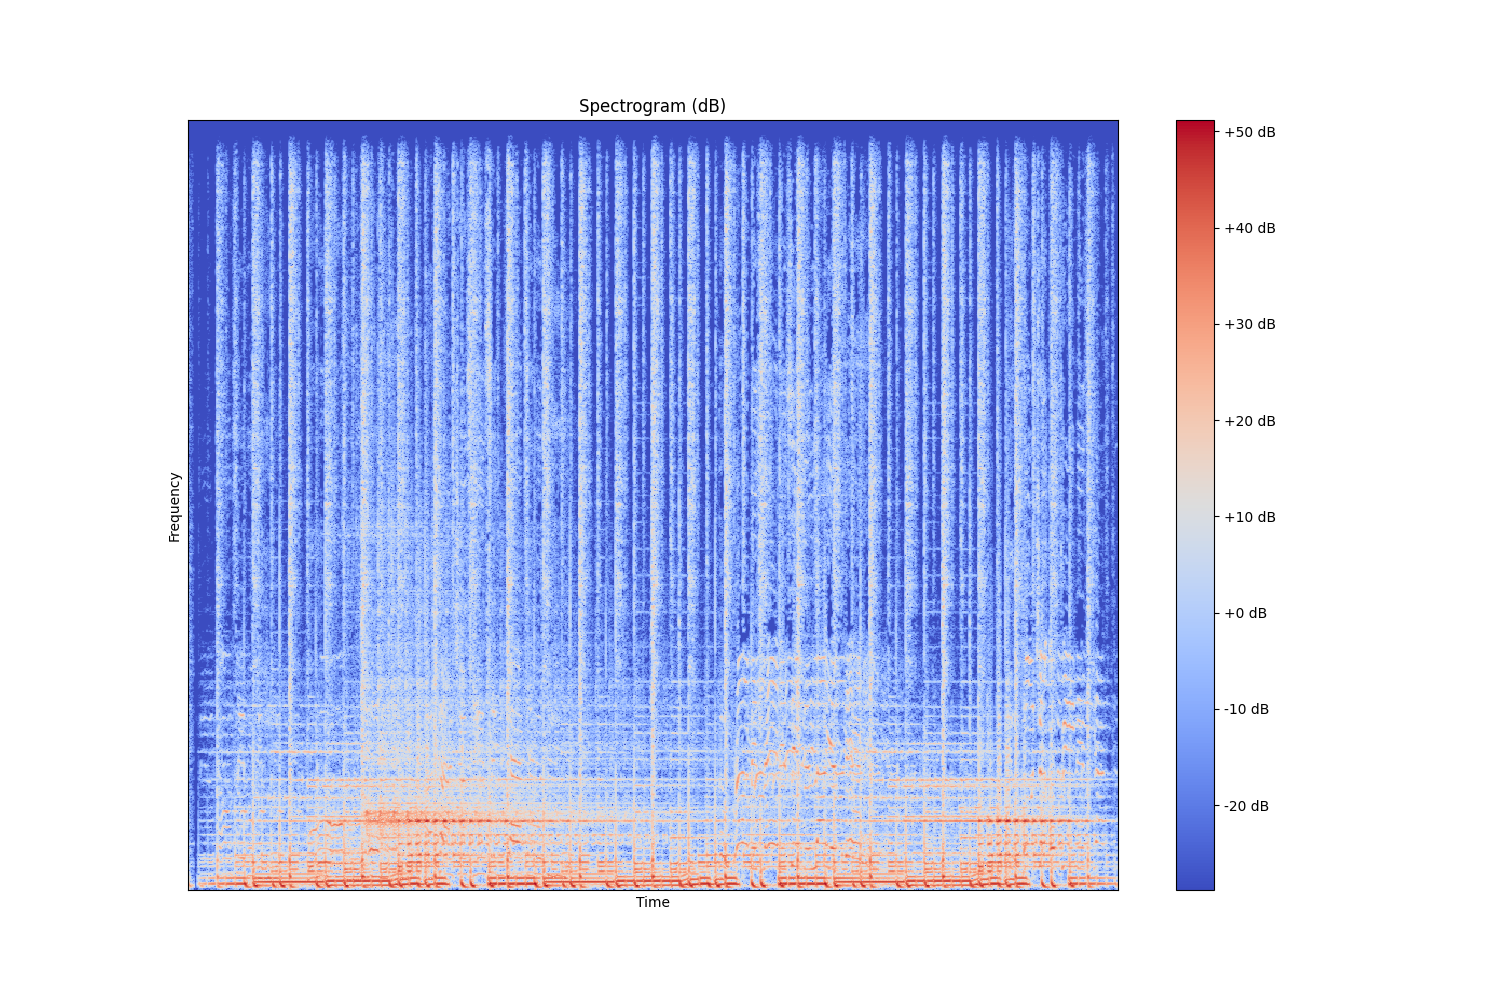 Spectrogram (dB)
Frequency
Time
+50 dB
+40 dB
+30 dB
+20 dB
+10 dB
+0 dB
-10 dB
-20 dB